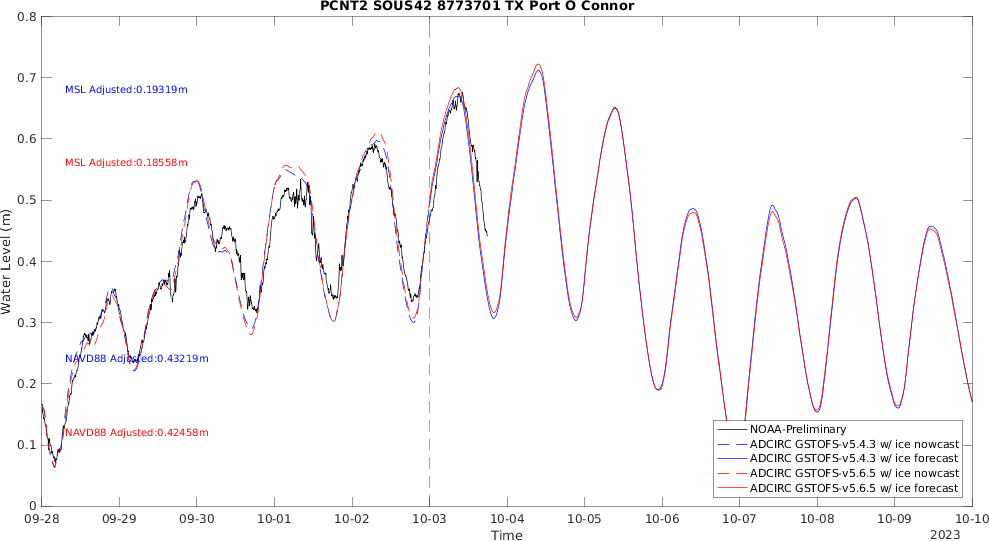 PCNT2 SOUS42 8773701 TX Port O Connor
Water Level (m)
0.8
0.7
0.6
0.5
0.4
0.3
0.2
0.1
0
MSL Adjusted:0.19319m
MSL Adjusted:0.18558m
NAVD88 Adjusted:0.43219m
NAVD88 Adjusted:0.42458m
NOAA-Preliminary
ADCIRC GSTOFS-v5.4.3 w/ ice nowcast
ADCIRC GSTOFS-v5.4.3 w/ ice forecast
ADCIRC GSTOFS-v5.6.5 w/ ice nowcast
ADCIRC GSTOFS-v5.6.5 w/ ice forecast
09-28 09-29 09-30 10-01 10-02 10-03 10-04 10-05 10-06 10-07 10-08 10-09 10-10
Time
2023